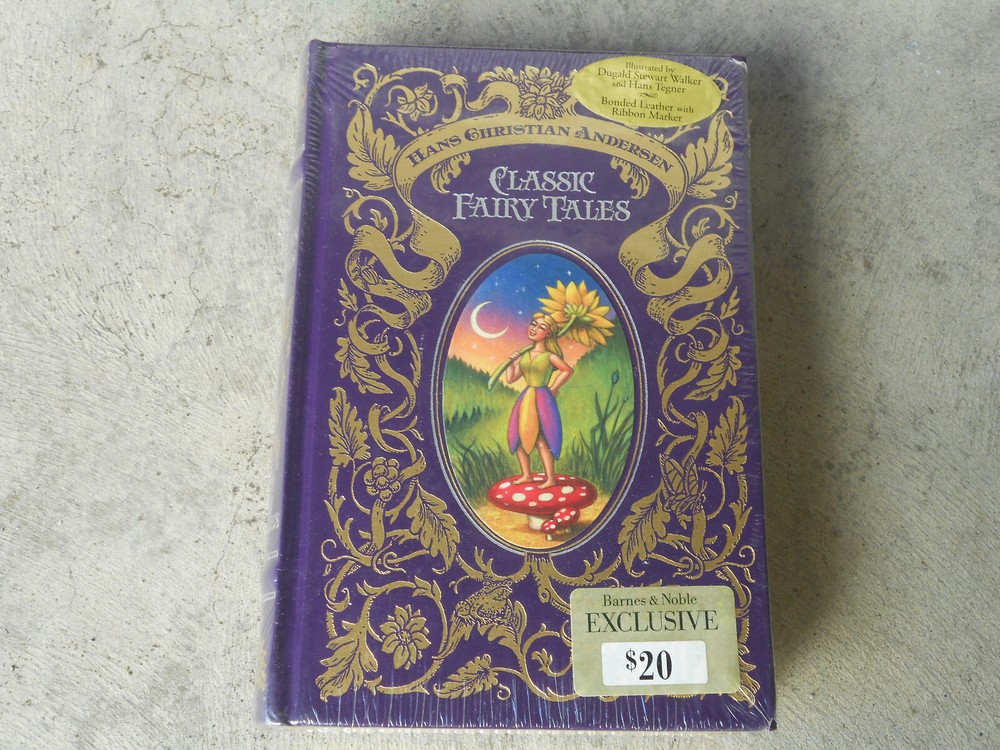 Illustrated by
Dugald Stewart Walker
and Hans Tegner
Bonded Leather with
Ribbon Marker
HANS CHRISTIAN ANDERSEN
CLASSIC
FAIRY TALES
Barnes & Noble
EXCLUSIVE
$20